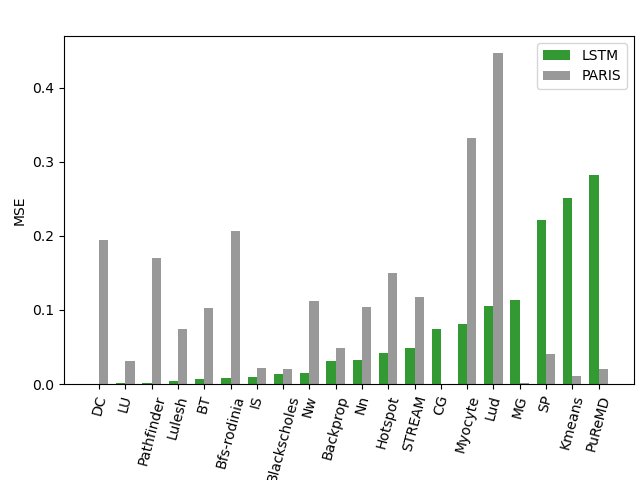 LSTM
PARIS
MSE
0.4
0.3
0.2
0.1
0.0
DC
LU
Pathfinder
Lulesh
BT
Bfs-rodinia
IS
Blackscholes
Nw
Backprop
Nn
Hotspot
STREAM
CG
Myocyte
Lud
MG
SP
Kmeans
PuReMD